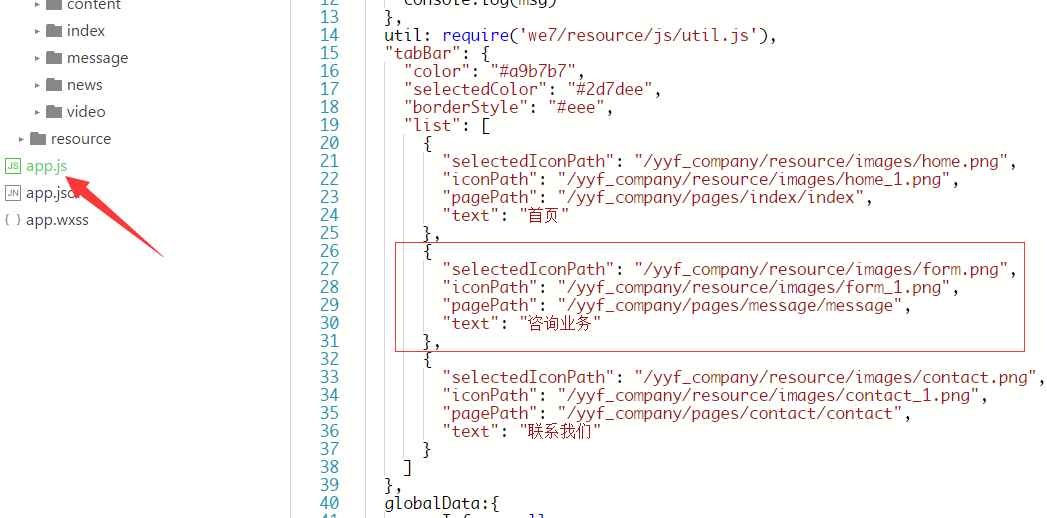 content
index
message
news
video
resource
JS app.js
JN app.js
{ } app.wxss
12 console.log(msg)
13 },
14 util: require('we7/resource/js/util.js'),
15 "tabBar": {
16 "color": "#a9b7b7",
17 "selectedColor": "#2d7dee",
18 "borderStyle": "#eee",
19 "list": [
20 {
21 "selectedIconPath": "/yyf_company/resource/images/home.png",
22 "iconPath": "/yyf_company/resource/images/home_1.png",
23 "pagePath": "/yyf_company/pages/index/index",
24 "text": "首页"
25 },
26 {
27 "selectedIconPath": "/yyf_company/resource/images/form.png",
28 "iconPath": "/yyf_company/resource/images/form_1.png",
29 "pagePath": "/yyf_company/pages/message/message",
30 "text": "咨询业务"
31 },
32 {
33 "selectedIconPath": "/yyf_company/resource/images/contact.png",
34 "iconPath": "/yyf_company/resource/images/contact_1.png",
35 "pagePath": "/yyf_company/pages/contact/contact",
36 "text": "联系我们"
37 }
38 ]
39 },
40 globalData:{